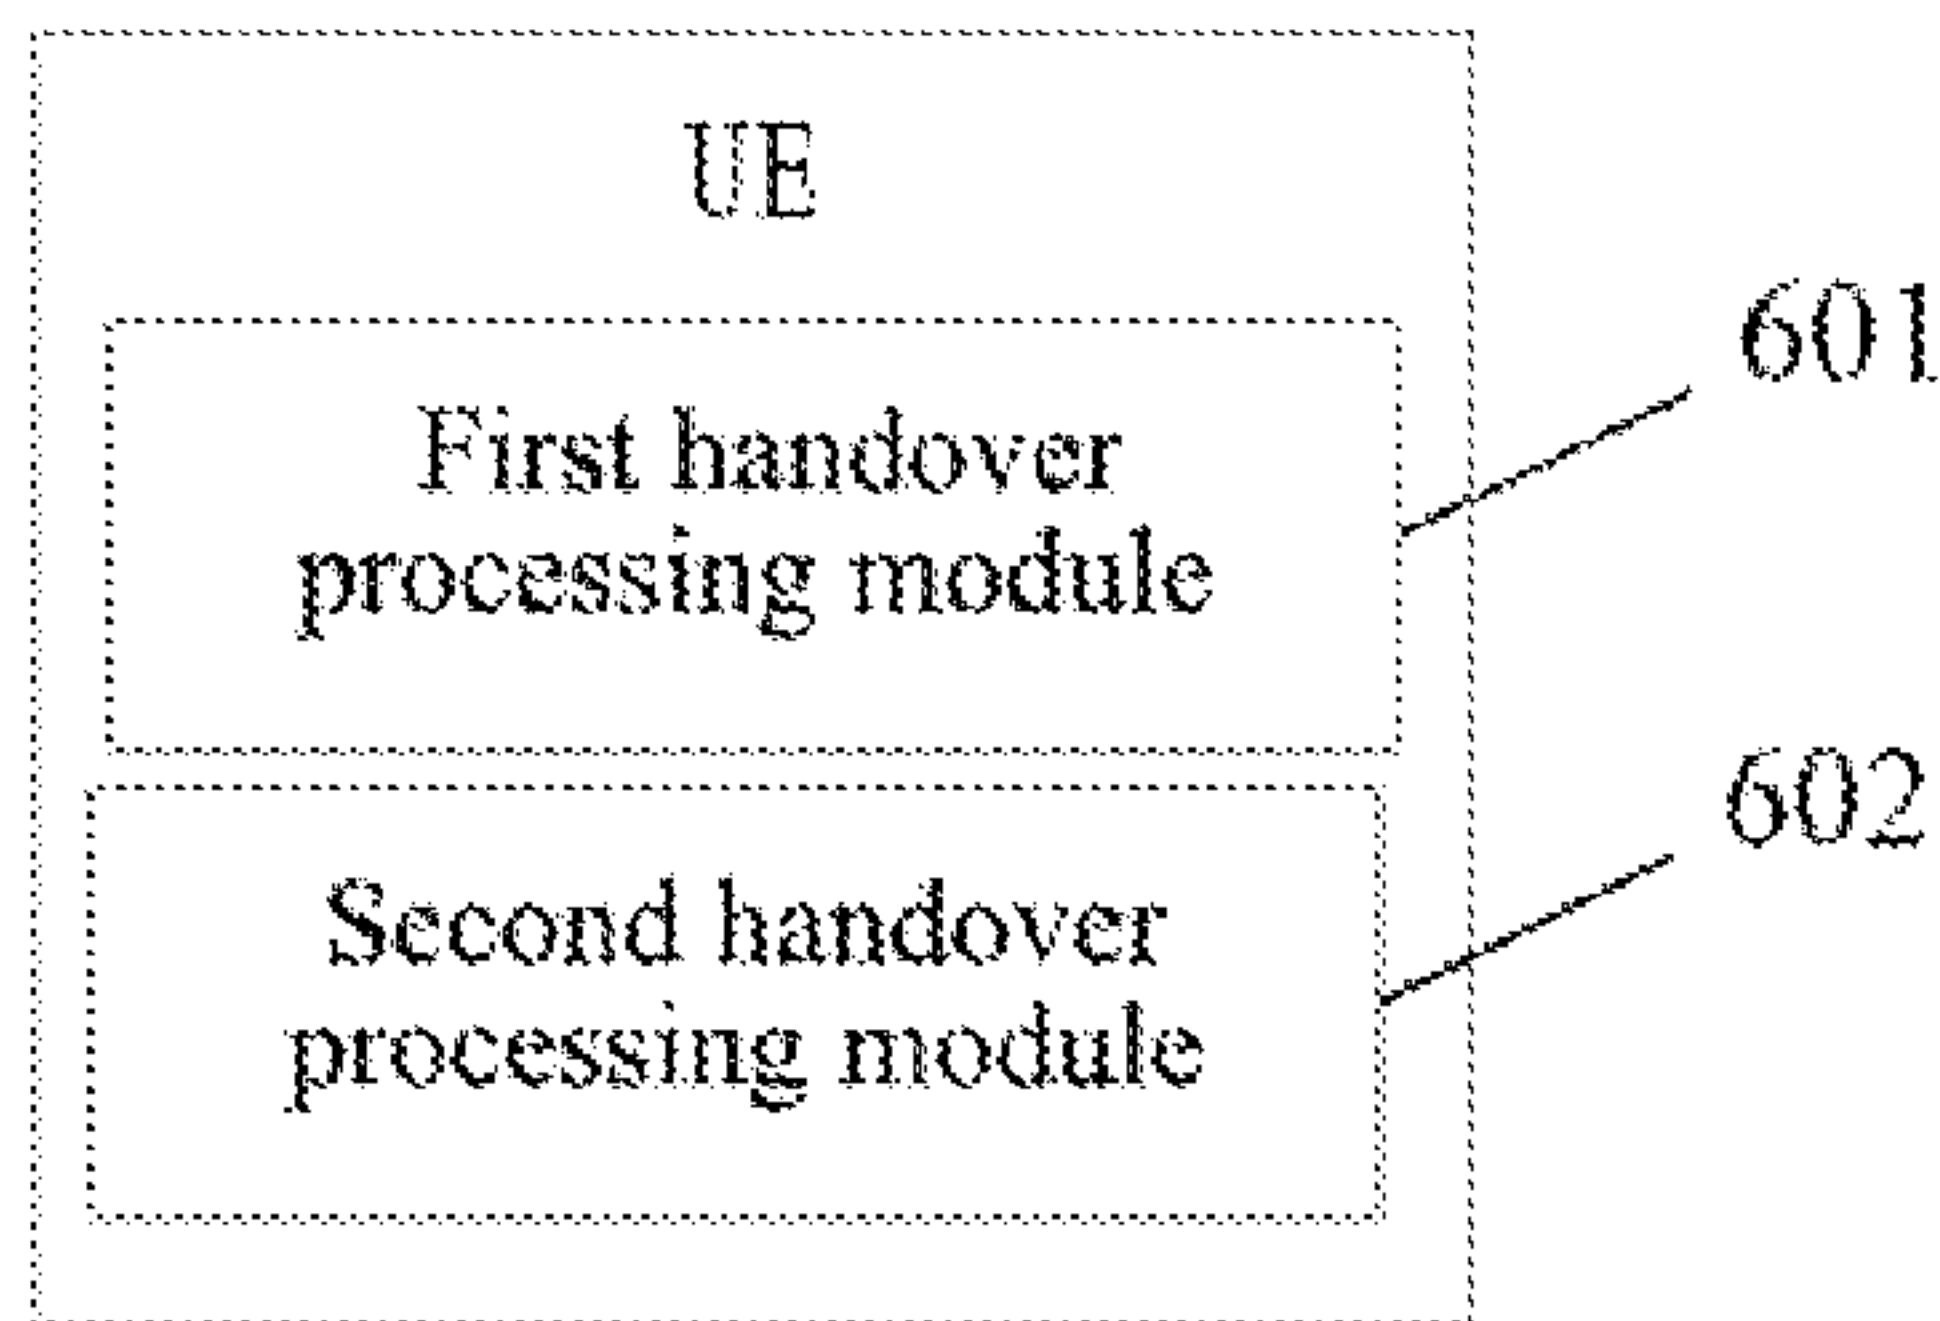 UE
601
First handover
processing module
602
Second handover
processing module